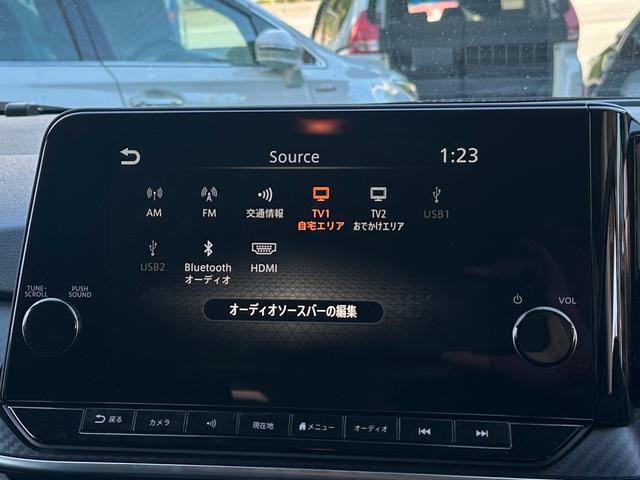 Source
1:23
AM
FM
交通情報
TV1
自宅エリア
TV2
おでかけエリア
USB1
USB2
Bluetooth
オーディオ
HDMI
オーディオソースバーの編集
TUNE・
SCROLL
PUSH
SOUND
VOL
戻る
カメラ
現在地
メニュー
オーディオ